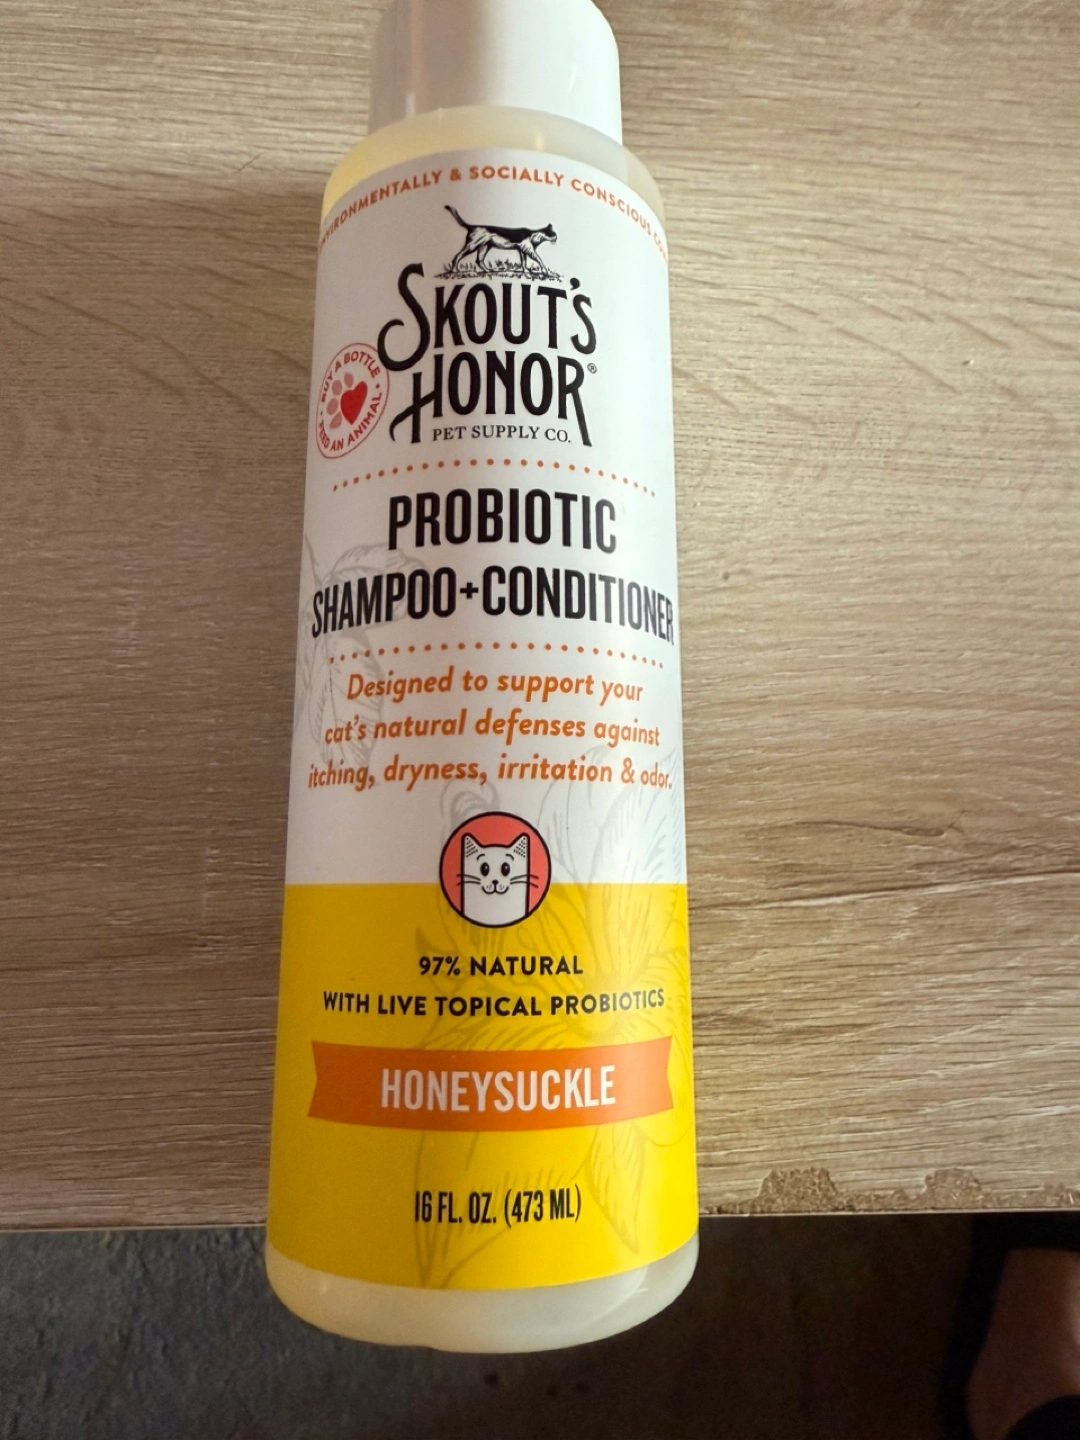 & SOCIALLY CONSCIOUS
SKOUT'S
HONOR®
PET SUPPLY CO.
BUY A BOTTLE
FEED AN ANIMAL
PROBIOTIC
SHAMPOO+CONDITIONER
Designed to support your
cat's natural defenses against
itching, dryness, irritation & odor.
97% NATURAL
WITH LIVE TOPICAL PROBIOTICS
HONEYSUCKLE
16 FL. OZ. (473 ML)